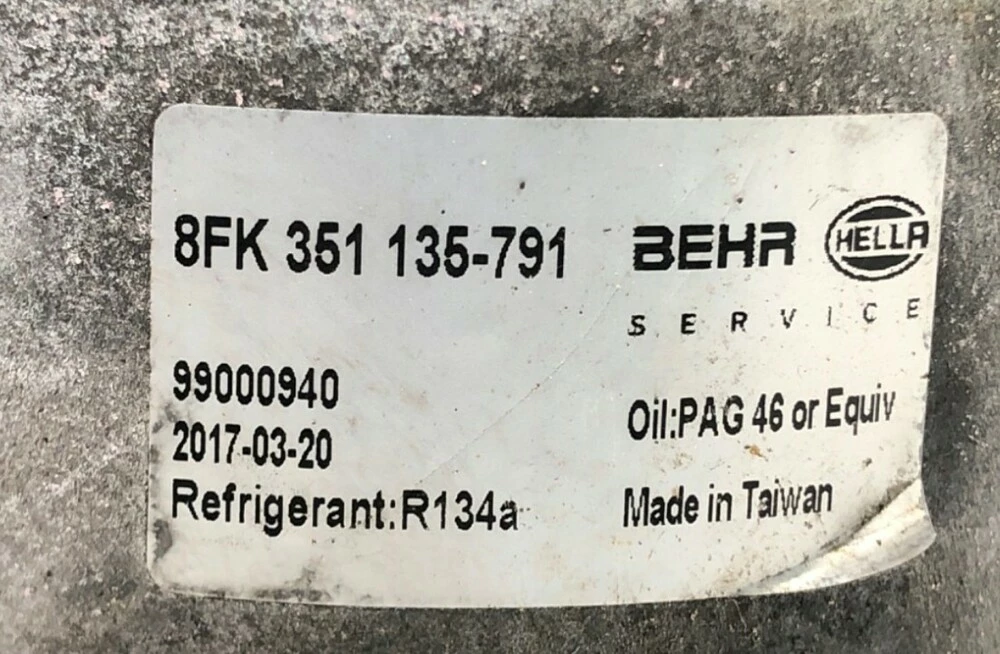 8FK 351 135-791
BEHR HELLA
SERVICE
99000940
2017-03-20
Refrigerant:R134a
Oil:PAG 46 or Equiv
Made in Taiwan